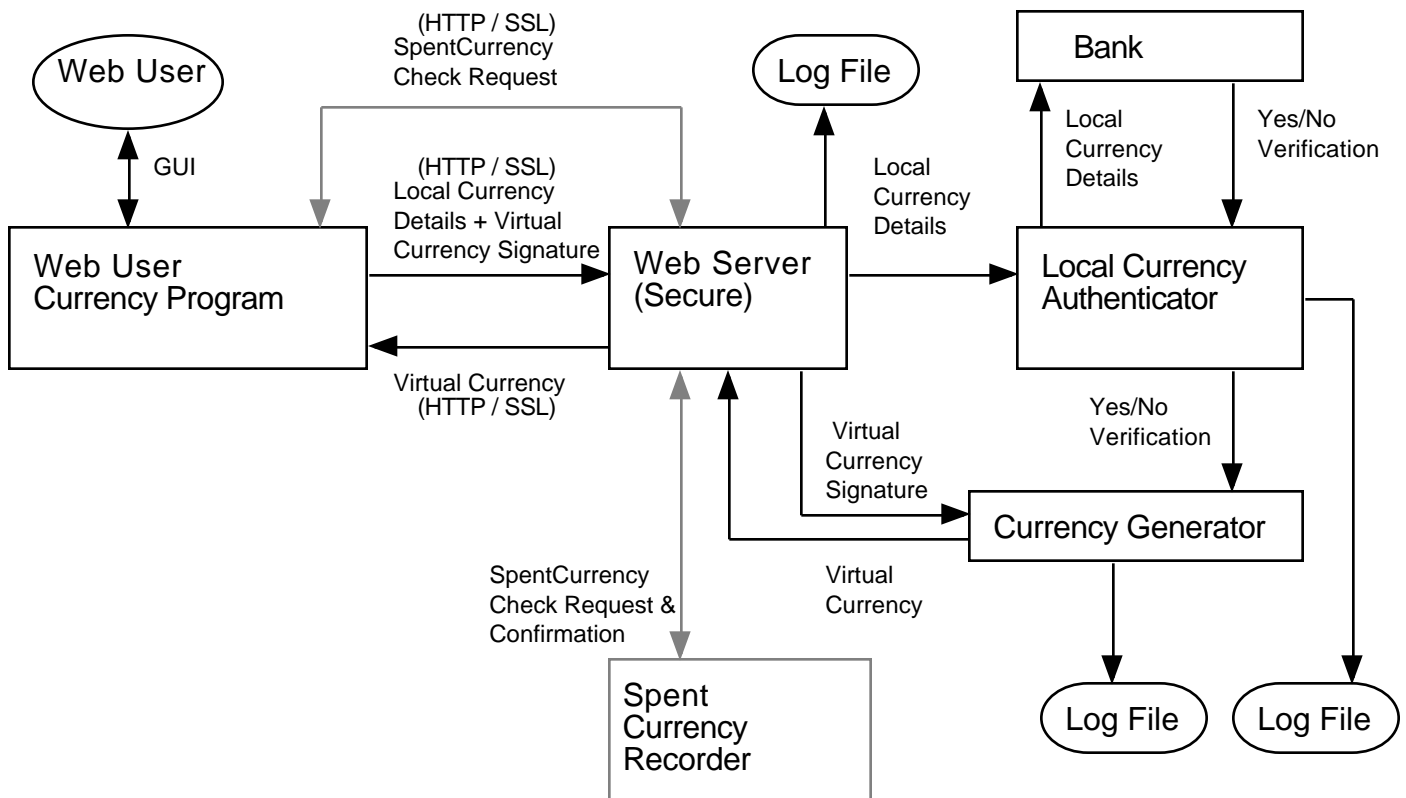 (HTTP / SSL)
SpentCurrency
Check Request
Web User
Log File
Bank
GUI
Local
Currency
Details
Yes/No
Verification
(HTTP / SSL)
Local Currency
Details + Virtual
Currency Signature
Local
Currency
Details
Web User
Currency Program
Web Server
(Secure)
Local Currency
Authenticator
Virtual Currency
(HTTP / SSL)
Virtual
Currency
Signature
Yes/No
Verification
Currency Generator
SpentCurrency
Check Request &
Confirmation
Virtual
Currency
Spent
Currency
Recorder
Log File
Log File